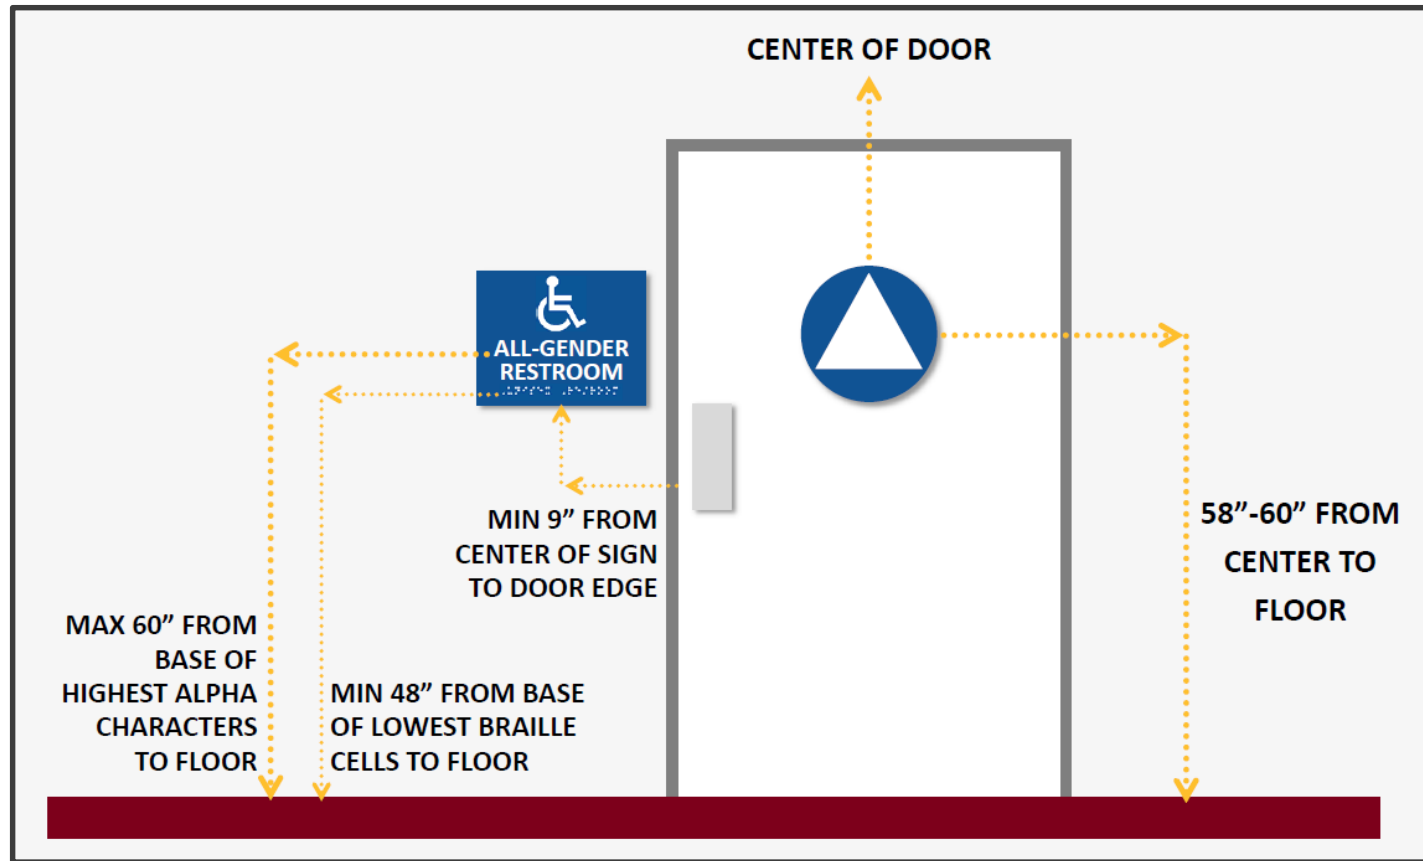 CENTER OF DOOR
ALL-GENDER
RESTROOM
MIN 9” FROM
CENTER OF SIGN
TO DOOR EDGE
58”-60” FROM
CENTER TO
FLOOR
MAX 60” FROM
BASE OF
HIGHEST ALPHA
CHARACTERS
TO FLOOR
MIN 48” FROM BASE
OF LOWEST BRAILLE
CELLS TO FLOOR